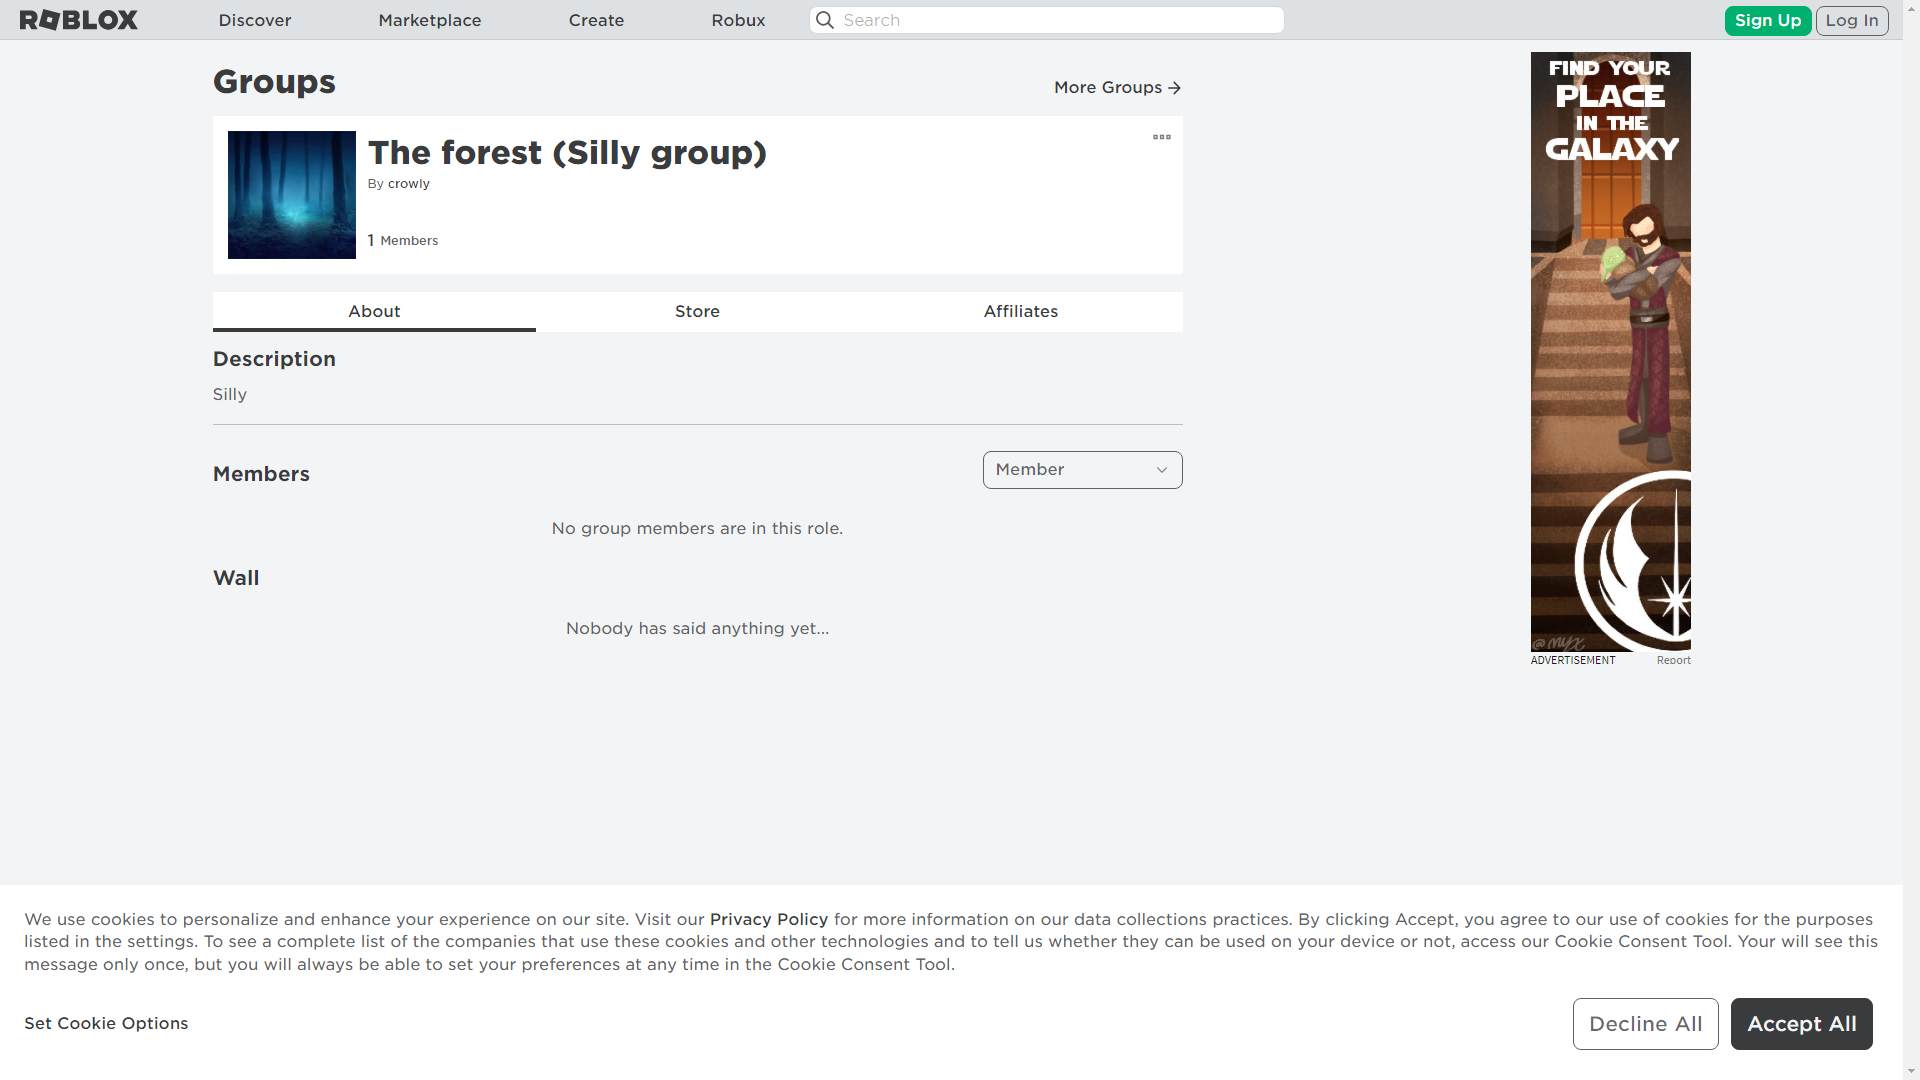 ROBLOX
Discover
Marketplace
Create
Robux
Search
Sign Up
Log In
Groups
More Groups
The forest (Silly group)
By crowly
1 Members
About
Store
Affiliates
Description
Silly
Members
Member
No group members are in this role.
Wall
Nobody has said anything yet...
FIND YOUR
PLACE
IN THE
GALAXY
@myx
ADVERTISEMENT
Report
We use cookies to personalize and enhance your experience on our site. Visit our Privacy Policy for more information on our data collections practices. By clicking Accept, you agree to our use of cookies for the purposes
listed in the settings. To see a complete list of the companies that use these cookies and other technologies and to tell us whether they can be used on your device or not, access our Cookie Consent Tool. Your will see this
message only once, but you will always be able to set your preferences at any time in the Cookie Consent Tool.
Set Cookie Options
Decline All
Accept All